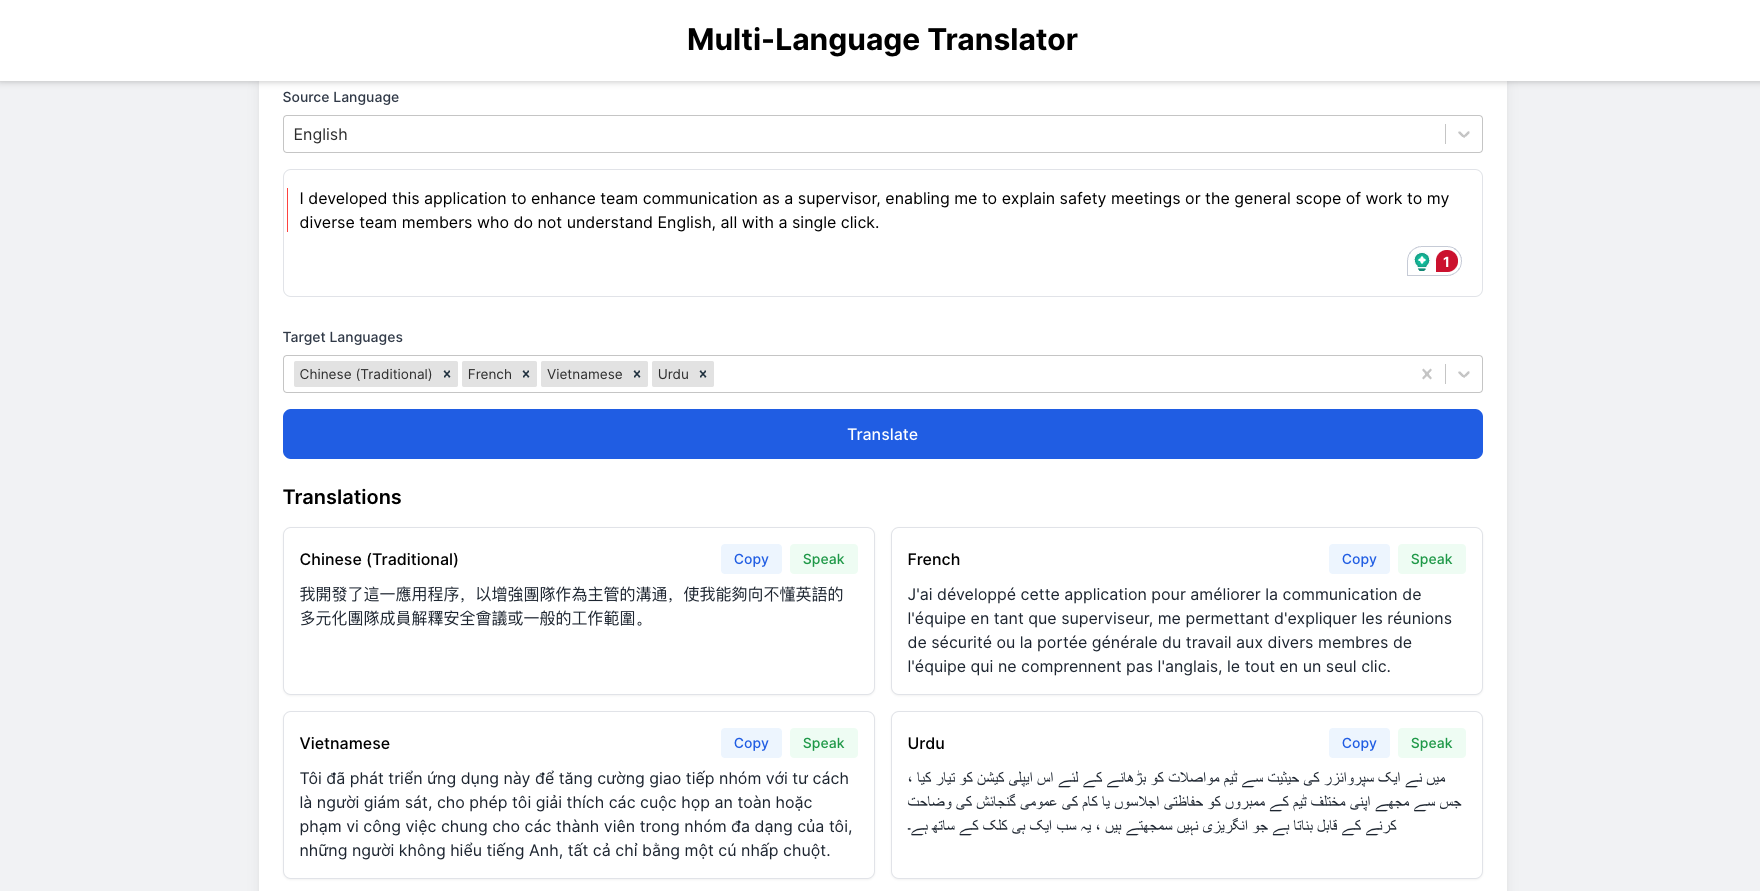 Multi-Language Translator
Source Language
English
I developed this application to enhance team communication as a supervisor, enabling me to explain safety meetings or the general scope of work to my
diverse team members who do not understand English, all with a single click.
1
Target Languages
Chinese (Traditional) × French × Vietnamese × Urdu ×
Translate
Translations
Chinese (Traditional) Copy Speak
我開發了這一應用程序，以增強團隊作為主管的溝通，使我能夠向不懂英語的
多元化團隊成員解釋安全會議或一般的工作範圍。
French Copy Speak
J'ai développé cette application pour améliorer la communication de
l'équipe en tant que superviseur, me permettant d'expliquer les réunions
de sécurité ou la portée générale du travail aux divers membres de
l'équipe qui ne comprennent pas l'anglais, le tout en un seul clic.
Vietnamese Copy Speak
Tôi đã phát triển ứng dụng này để tăng cường giao tiếp nhóm với tư cách
là người giám sát, cho phép tôi giải thích các cuộc họp an toàn hoặc
phạm vi công việc chung cho các thành viên trong nhóm đa dạng của tôi,
những người không hiểu tiếng Anh, tất cả chỉ bằng một cú nhấp chuột.
Urdu Copy Speak
میں نے ایک سپروائزر کی حیثیت سے ٹیم مواصلات کو بڑھانے کے لئے اس ایپلی کیشن کو تیار کیا ،
جس سے مجھے اپنی مختلف ٹیم کے ممبروں کو حفاظتی اجلاسوں یا کام کی عمومی گنجائش کی وضاحت
کرنے کے قابل بناتا ہے جو انگریزی نہیں سمجھتے ہیں ، یہ سب ایک ہی کلک کے ساتھ ہے۔